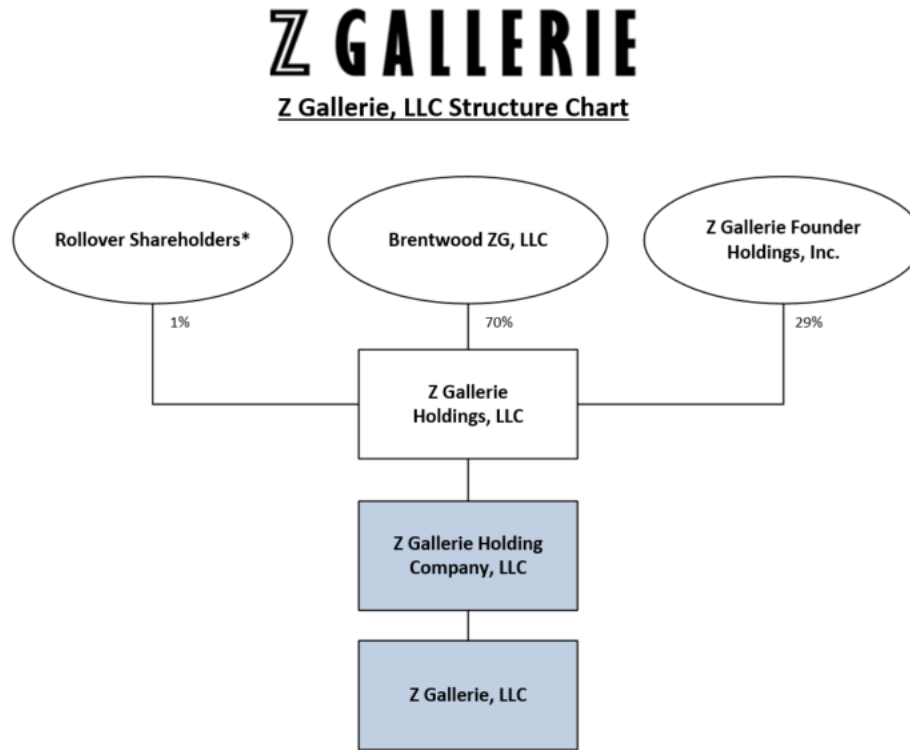 Z GALLERIE
Z Gallerie, LLC Structure Chart
Rollover Shareholders*
Brentwood ZG, LLC
Z Gallerie Founder
Holdings, Inc.
1%
70%
29%
Z Gallerie
Holdings, LLC
Z Gallerie Holding
Company, LLC
Z Gallerie, LLC